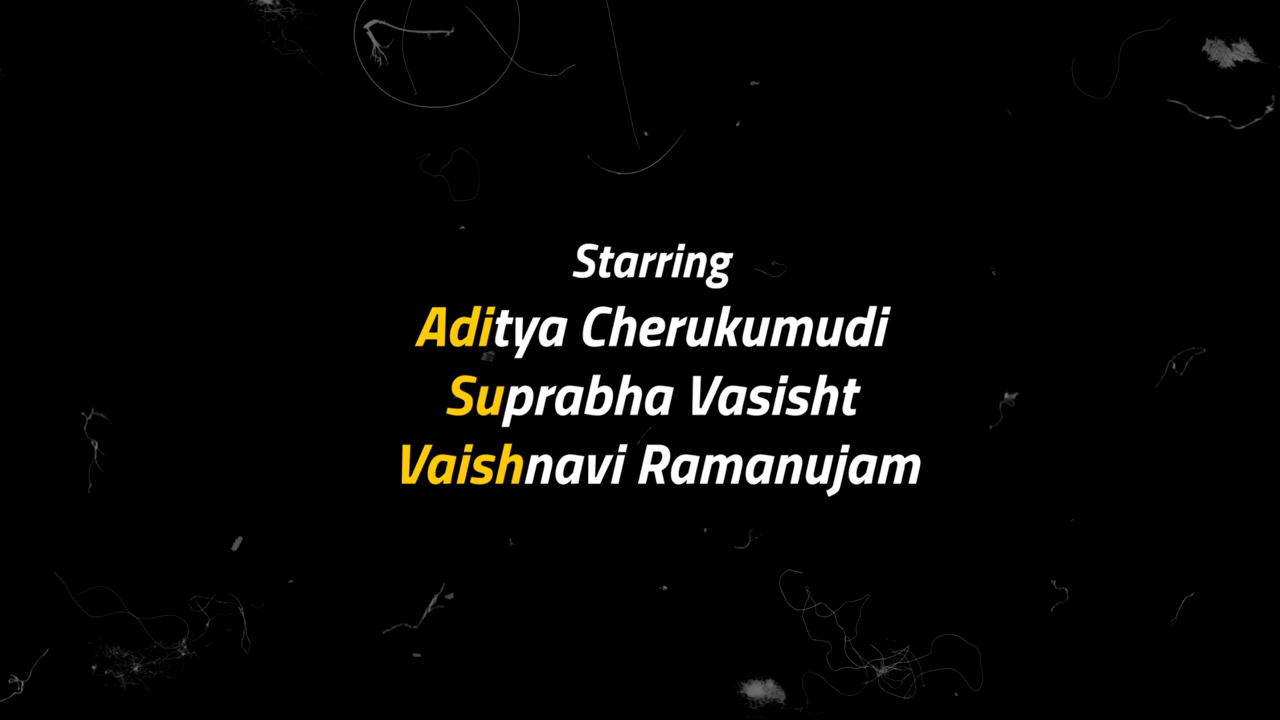 Starring
Aditya Cherukumudi
Suprabha Vasisht
Vaishnavi Ramanujam